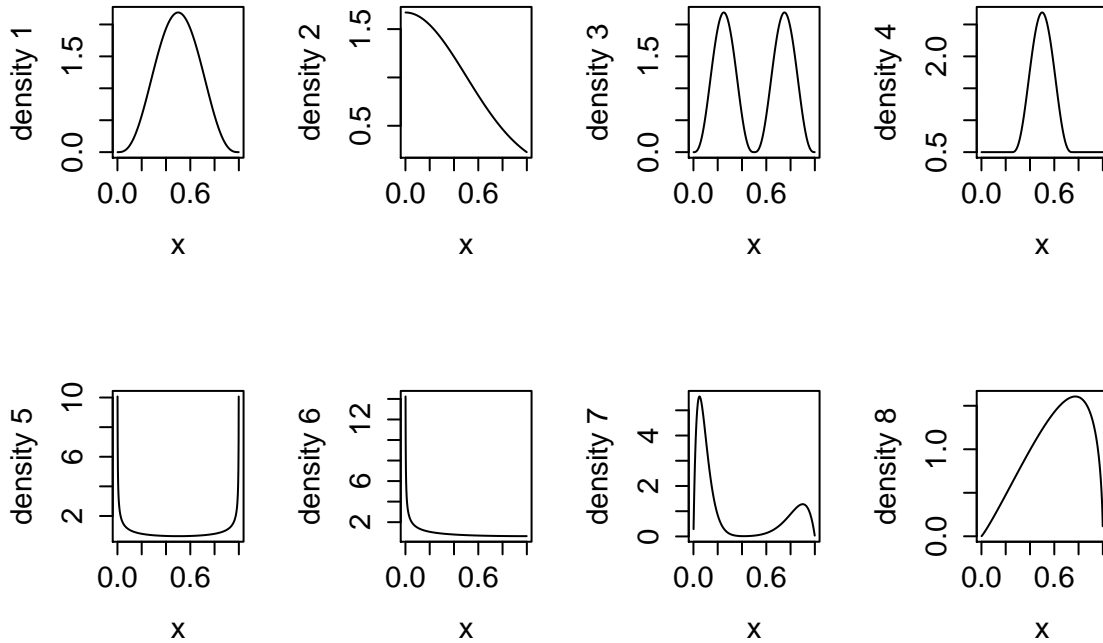 density 1
0.0 1.5
0.0 0.6
x
density 2
0.5 1.5
0.0 0.6
x
density 3
0.0 1.5
0.0 0.6
x
density 4
0.5 2.0
0.0 0.6
x
density 5
2 6 10
0.0 0.6
x
density 6
2 6 12
0.0 0.6
x
density 7
0 2 4
0.0 0.6
x
density 8
0.0 1.0
0.0 0.6
x